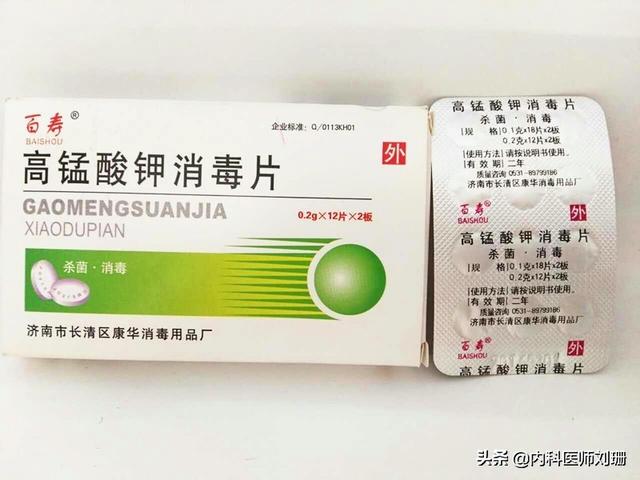 百寿®
BAISHOU
企业标准：Q/0113KH01
外
高锰酸钾消毒片
GAOMENGSUANJIA
XIAODUPIAN
0.2g×12片×2板
杀菌·消毒
济南市长清区康华消毒用品厂
高锰酸钾消毒片
杀菌·消毒
[规 格]0.1克x18片x2板
0.2克x12片x2板
[使用方法]请按说明书使用。
[有 效 期]二年
质量咨询 0531-89799186
济南市长清区康华消毒用品厂
百寿®
BAISHOU
外
高锰酸钾消毒片
杀菌 消毒
[规 格]0.1克x18片x2板
0.2克x12片x2板
[使用方法]请按说明书使用。
[有 效 期]二年
质量咨询 0531-89799186
济南市长清区康华消毒用品厂
百寿®
BAISHOU
外
高锰酸钾消毒片
头条 @内科医师刘珊